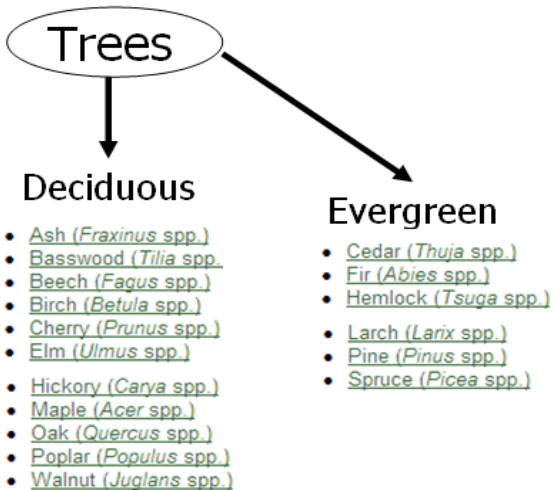 Trees
Deciduous
• Ash (Fraxinus spp.)
• Basswood (Tilia spp.
• Beech (Fagus spp.)
• Birch (Betula spp.)
• Cherry (Prunus spp.)
• Elm (Ulmus spp.)
• Hickory (Carya spp.)
• Maple (Acer spp.)
• Oak (Quercus spp.)
• Poplar (Populus spp.)
• Walnut (Juglans spp.)
Evergreen
• Cedar (Thuja spp.)
• Fir (Abies spp.)
• Hemlock (Tsuga spp.)
• Larch (Larix spp.)
• Pine (Pinus spp.)
• Spruce (Picea spp.)